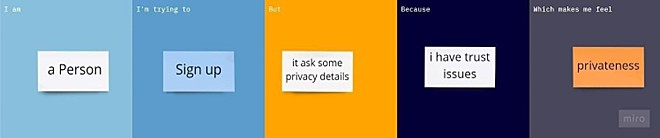 I am
a Person
I'm trying to
Sign up
But
it ask some
privacy details
Because
i have trust
issues
Which makes me feel
privateness
miro